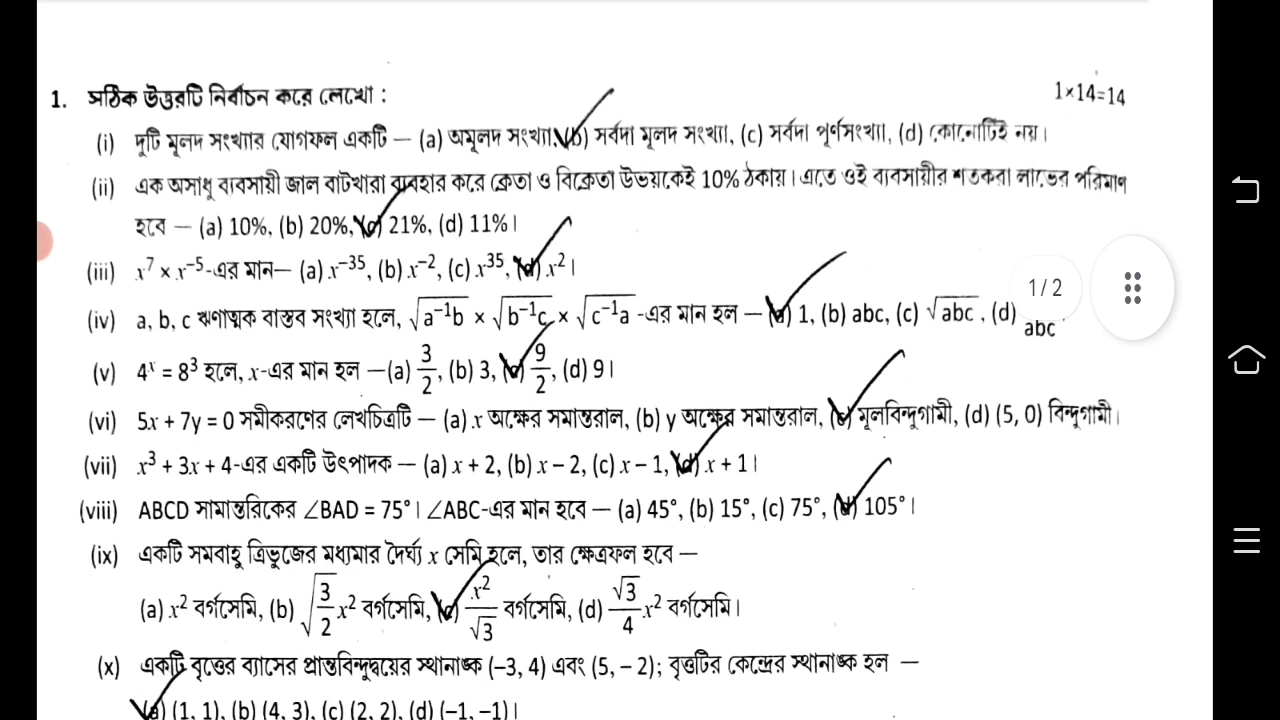 1. সঠিক উত্তরটি নির্বাচন করে লেখো : 1×14=14
(i) দুটি মূলদ সংখ্যার যোগফল একটি — (a) অমূলদ সংখ্যা, (b) সর্বদা মূলদ সংখ্যা, (c) সর্বদা পূর্ণসংখ্যা, (d) কোনোটিই নয়।
(ii) এক অসাধু ব্যবসায়ী জাল বাটখারা ব্যবহার করে ক্রেতা ও বিক্রেতা উভয়কেই 10% ঠকায়। এতে ওই ব্যবসায়ীর শতকরা লাভের পরিমাণ
হবে — (a) 10%, (b) 20%, (c) 21%, (d) 11%।
(iii) x⁷ × x⁻⁵-এর মান— (a) x⁻³⁵, (b) x⁻², (c) x³⁵, (d) x²।
(iv) a, b, c ঋণাত্মক বাস্তব সংখ্যা হলে, √(a⁻¹b) × √(b⁻¹c) × √(c⁻¹a) -এর মান হল — (a) 1, (b) abc, (c) √abc, (d) abc
1/2
(v) 4ˣ = 8³ হলে, x-এর মান হল —(a) 3/2, (b) 3, (c) 9/2, (d) 9।
(vi) 5x + 7y = 0 সমীকরণের লেখচিত্রটি — (a) x অক্ষের সমান্তরাল, (b) y অক্ষের সমান্তরাল, (c) মূলবিন্দুগামী, (d) (5, 0) বিন্দুগামী।
(vii) x³ + 3x + 4-এর একটি উৎপাদক — (a) x + 2, (b) x – 2, (c) x – 1, (d) x + 1।
(viii) ABCD সামান্তরিকের ∠BAD = 75°। ∠ABC-এর মান হবে — (a) 45°, (b) 15°, (c) 75°, (d) 105°।
(ix) একটি সমবাহু ত্রিভুজের মধ্যমার দৈর্ঘ্য x সেমি হলে, তার ক্ষেত্রফল হবে —
(a) x² বর্গসেমি, (b) √(3/2) x² বর্গসেমি, (c) x²/√3 বর্গসেমি, (d) √3/4 x² বর্গসেমি।
(x) একটি বৃত্তের ব্যাসের প্রান্তবিন্দুদ্বয়ের স্থানাঙ্ক (–3, 4) এবং (5, – 2); বৃত্তটির কেন্দ্রের স্থানাঙ্ক হল —
(a) (1, 1), (b) (4, 3), (c) (2, 2), (d) (–1, –1)।